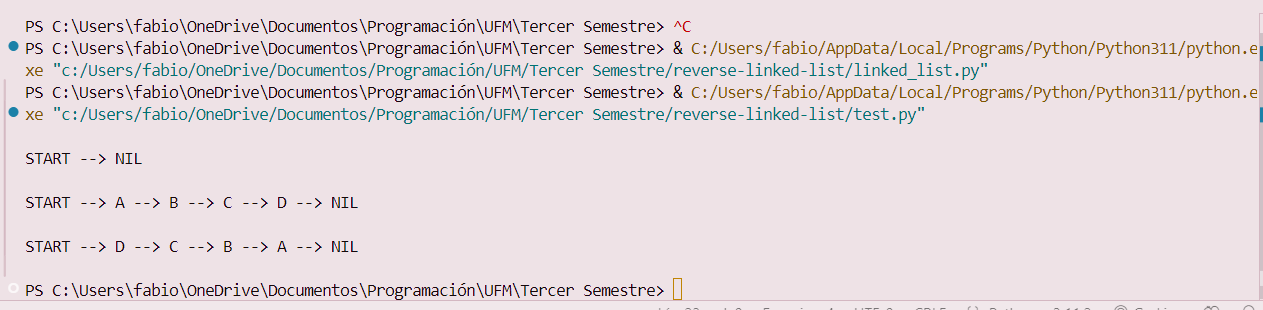 PS C:\Users\fabio\OneDrive\Documentos\Programación\UFM\Tercer Semestre> ^C
PS C:\Users\fabio\OneDrive\Documentos\Programación\UFM\Tercer Semestre> & C:/Users/fabio/AppData/Local/Programs/Python/Python311/python.e
xe "c:/Users/fabio/OneDrive/Documentos/Programación/UFM/Tercer Semestre/reverse-linked-list/linked_list.py"
PS C:\Users\fabio\OneDrive\Documentos\Programación\UFM\Tercer Semestre> & C:/Users/fabio/AppData/Local/Programs/Python/Python311/python.e
xe "c:/Users/fabio/OneDrive/Documentos/Programación/UFM/Tercer Semestre/reverse-linked-list/test.py"
START --> NIL
START --> A --> B --> C --> D --> NIL
START --> D --> C --> B --> A --> NIL
PS C:\Users\fabio\OneDrive\Documentos\Programación\UFM\Tercer Semestre>